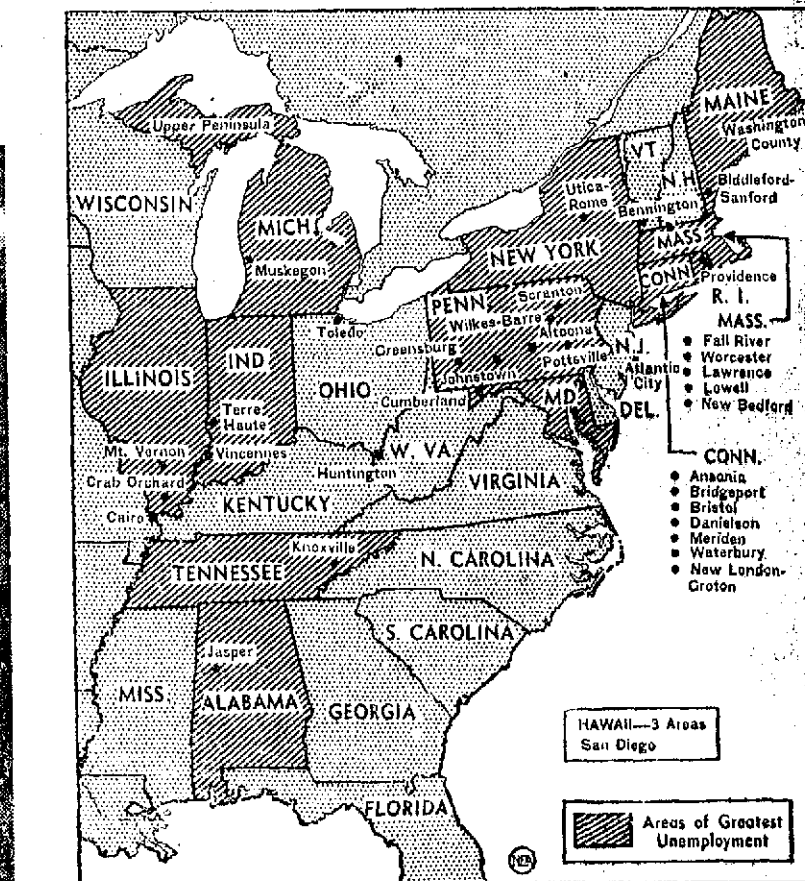 MAINE
Washington
County
Upper Peninsula
VT.
N.H.
Biddeford-
Sanford
Utica-
Rome
Bennington
WISCONSIN
MICH.
MASS.
NEW YORK
Muskegon
CONN.
Providence
R. I.
PENN.
Scranton
Wilkes-Barre
Altoona
Toledo
Greensburg
Pottsville
N.J.
Johnstown
Atlantic
City
ILLINOIS
IND
OHIO
Cumberland
MD
DEL.
MASS.
Fall River
Worcester
Lawrence
Lowell
New Bedford
Terre
Haute
Mt. Vernon
Vincennes
W. VA.
Crab Orchard
Huntington
VIRGINIA
KENTUCKY
Cairo
CONN.
Ansonia
Bridgeport
Bristol
Danielson
Meriden
Waterbury
New London-
Groton
Knoxville
TENNESSEE
N. CAROLINA
S. CAROLINA
Jasper
MISS.
ALABAMA
GEORGIA
HAWAII—3 Areas
San Diego
FLORIDA
Areas of Greatest
Unemployment
NEA